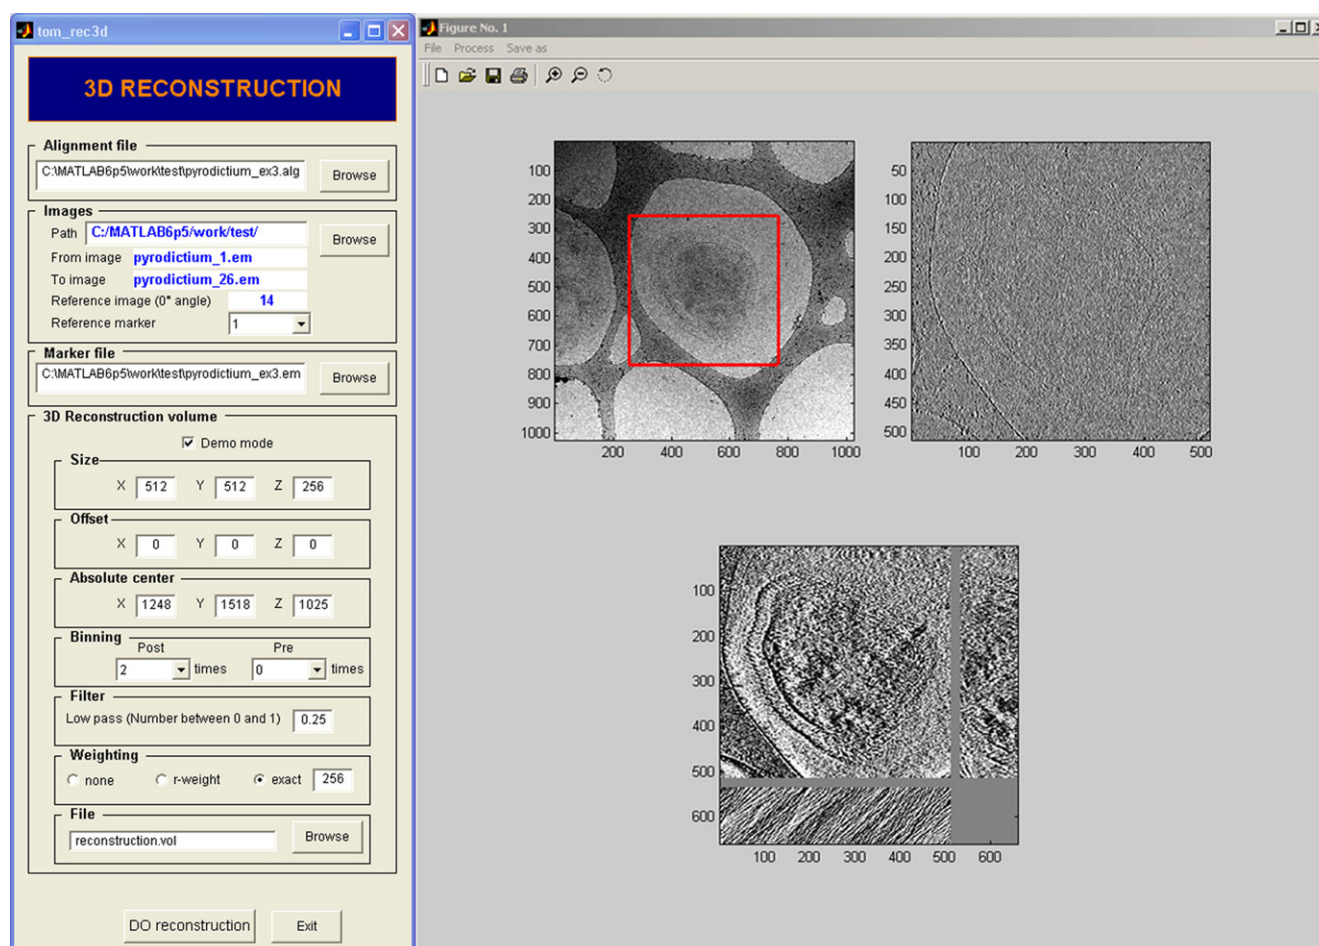 tom_rec3d
3D RECONSTRUCTION
Alignment file
C:\MATLAB6p5\work\test\pyrodictium_ex3.alg
Browse
Images
Path C:/MATLAB6p5/work/test/
Browse
From image pyrodictium_1.em
To image pyrodictium_26.em
Reference image (0° angle) 14
Reference marker 1
Marker file
C:\MATLAB6p5\work\test\pyrodictium_ex3.em
Browse
3D Reconstruction volume
Demo mode
Size
X 512 Y 512 Z 256
Offset
X 0 Y 0 Z 0
Absolute center
X 1248 Y 1518 Z 1025
Binning
Post Pre
2 times 0 times
Filter
Low pass (Number between 0 and 1) 0.25
Weighting
none r-weight exact 256
File
reconstruction.vol
Browse
DO reconstruction Exit
Figure No. 1
File Process Save as
100
200
300
400
500
600
700
800
900
1000
200 400 600 800 1000
50
100
150
200
250
300
350
400
450
500
100 200 300 400 500
100
200
300
400
500
600
100 200 300 400 500 600